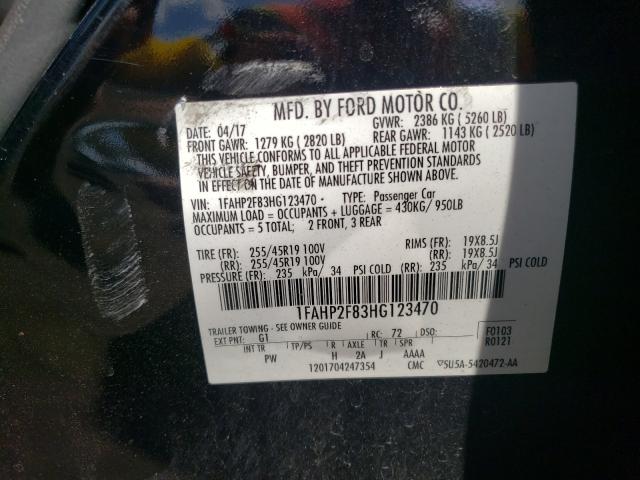 MFD. BY FORD MOTOR CO.
DATE: 04/17 GVWR: 2386 KG ( 5260 LB)
FRONT GAWR: 1279 KG ( 2820 LB) REAR GAWR: 1143 KG ( 2520 LB)
THIS VEHICLE CONFORMS TO ALL APPLICABLE FEDERAL MOTOR
VEHICLE SAFETY, BUMPER, AND THEFT PREVENTION STANDARDS
IN EFFECT ON THE DATE OF MANUFACTURE SHOWN ABOVE.
VIN: 1FAHP2F83HG123470 TYPE: Passenger Car
MAXIMUM LOAD = OCCUPANTS + LUGGAGE = 430KG/ 950LB
OCCUPANTS = 5 TOTAL; 2 FRONT, 3 REAR
TIRE (FR): 255/45R19 100V RIMS (FR): 19X8.5J
(RR): 255/45R19 100V (RR): 19X8.5J
PRESSURE (FR): 235 kPa/ 34 PSI COLD (RR): 235 kPa/ 34 PSI COLD
1FAHP2F83HG123470
TRAILER TOWING - SEE OWNER GUIDE
EXT PNT: G1 RC: 72 DSO: F0103
INT TR TP/PS R AXLE TR SPR R0121
PW H 2A J AAAA
1201704247354 CMC ▽SU5A-5420472-AA